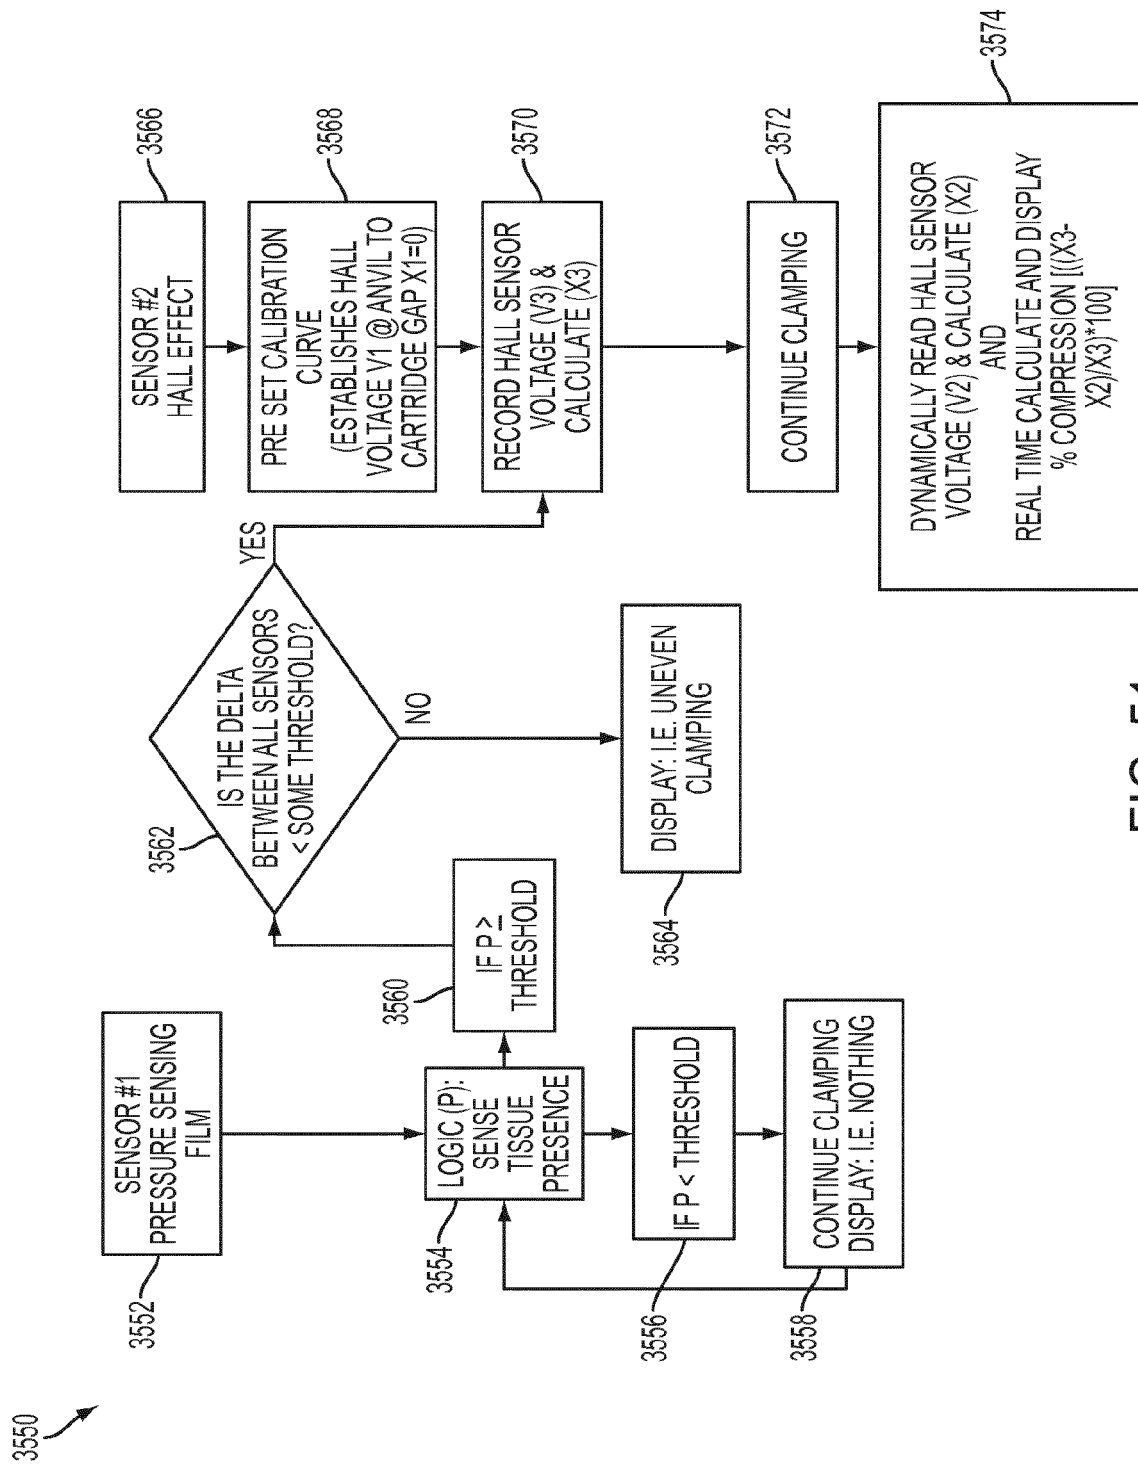 3550
3552
SENSOR #1
PRESSURE SENSING
FILM
3554
LOGIC (P):
SENSE
TISSUE
PRESENCE
3556
IF P < THRESHOLD
3558
CONTINUE CLAMPING
DISPLAY: I.E. NOTHING
3560
IF P ≥
THRESHOLD
3562
IS THE DELTA
BETWEEN ALL SENSORS
< SOME THRESHOLD?
YES
NO
3564
DISPLAY: I.E. UNEVEN
CLAMPING
3566
SENSOR #2
HALL EFFECT
3568
PRE SET CALIBRATION
CURVE
(ESTABLISHES HALL
VOLTAGE V1 @ ANVIL TO
CARTRIDGE GAP X1=0)
3570
RECORD HALL SENSOR
VOLTAGE (V3) &
CALCULATE (X3)
3572
CONTINUE CLAMPING
3574
DYNAMICALLY READ HALL SENSOR
VOLTAGE (V2) & CALCULATE (X2)
AND
REAL TIME CALCULATE AND DISPLAY
% COMPRESSION [((X3-
X2)/X3)*100]